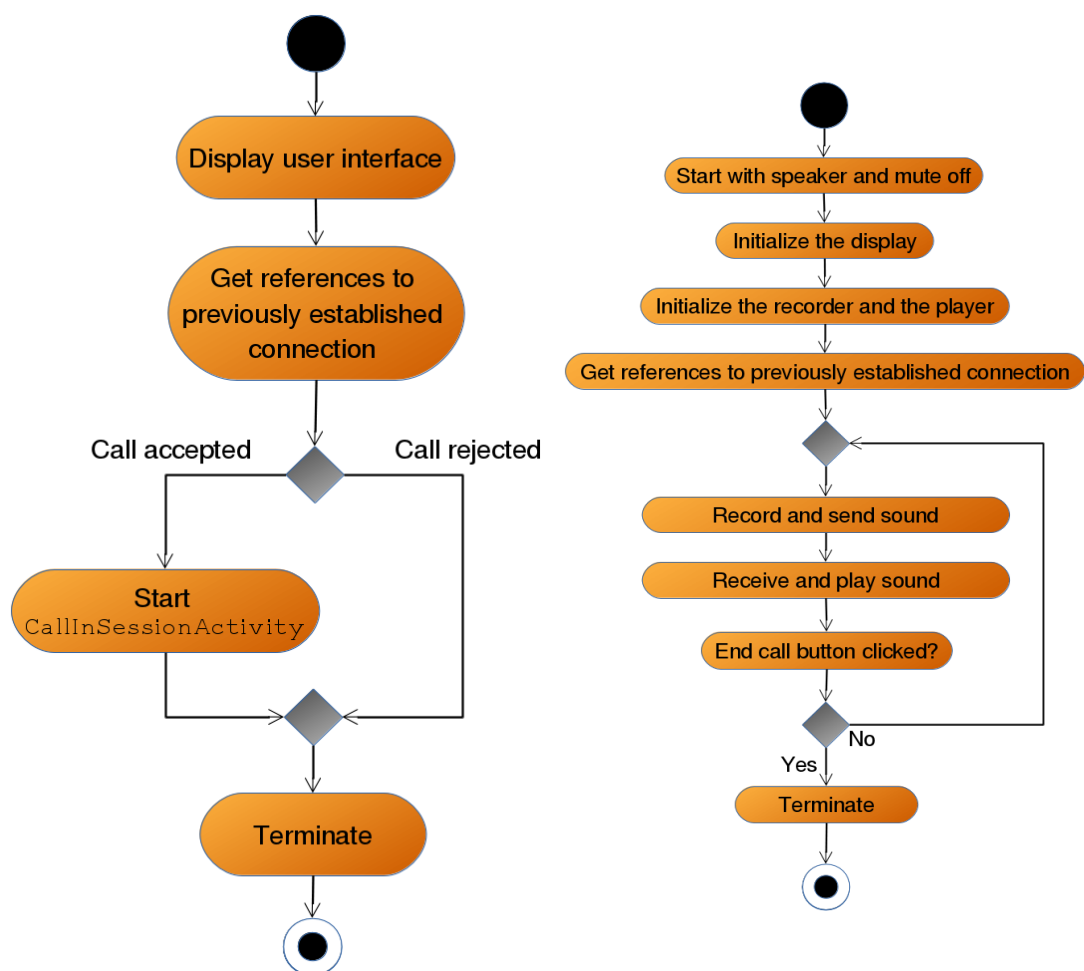 Display user interface
Get references to
previously established
connection
Call accepted
Call rejected
Start
CallInSessionActivity
Terminate
Start with speaker and mute off
Initialize the display
Initialize the recorder and the player
Get references to previously established connection
Record and send sound
Receive and play sound
End call button clicked?
No
Yes
Terminate